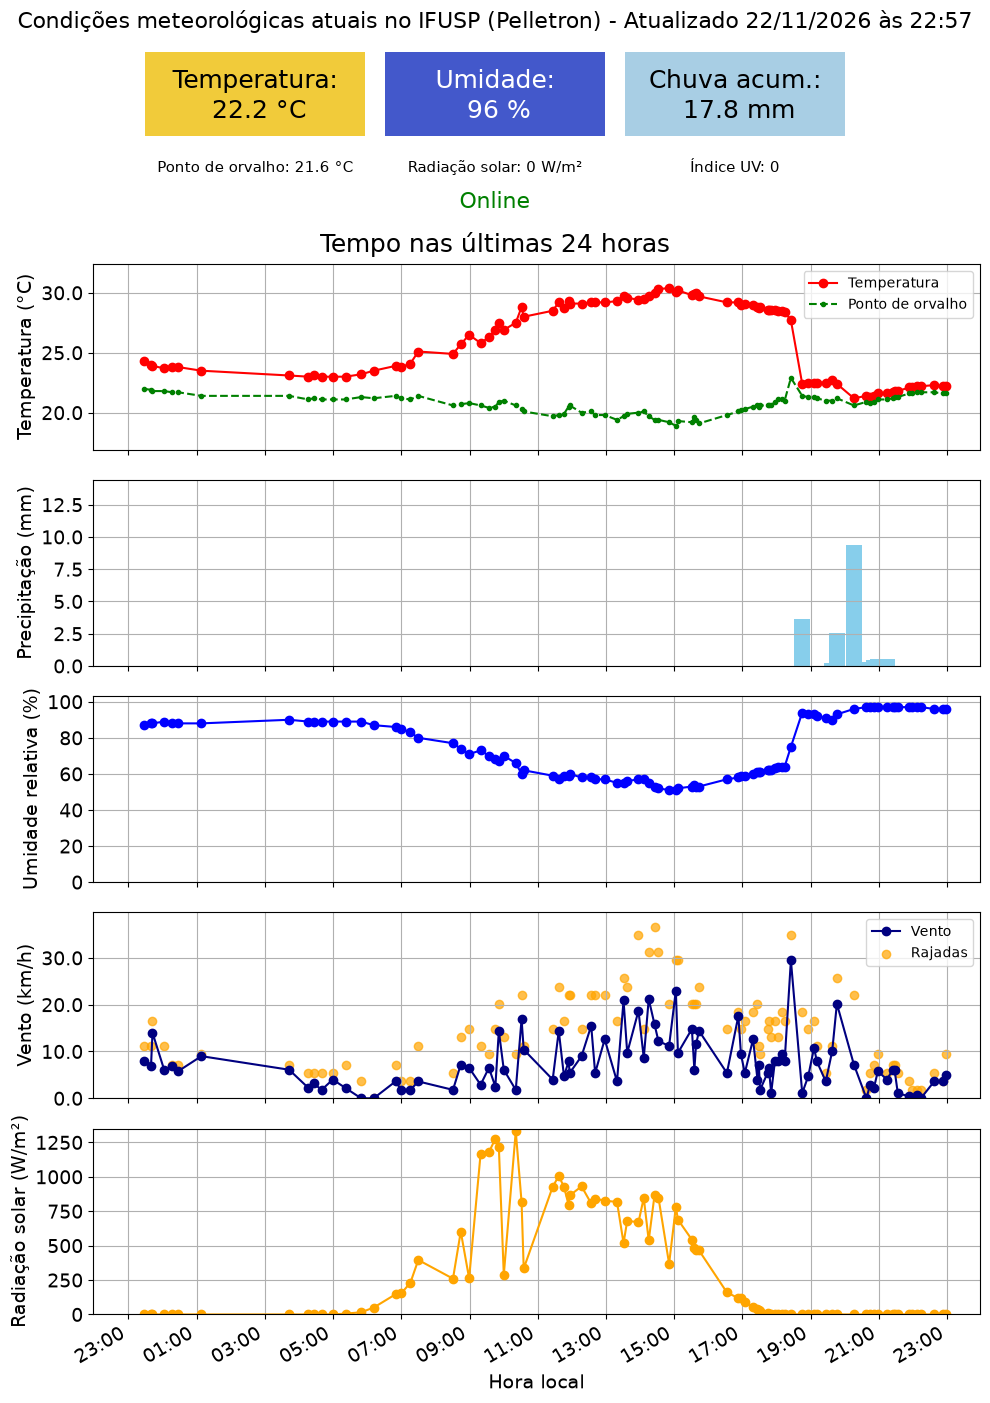 Condições meteorológicas atuais no IFUSP (Pelletron) - Atualizado 22/11/2026 às 22:57
Temperatura:
22.2 °C
Umidade:
96 %
Chuva acum.:
17.8 mm
Ponto de orvalho: 21.6 °C
Radiação solar: 0 W/m²
Índice UV: 0
Online
Tempo nas últimas 24 horas
Temperatura (°C)
30.0
25.0
20.0
Temperatura
Ponto de orvalho
Precipitação (mm)
12.5
10.0
7.5
5.0
2.5
0.0
Umidade relativa (%)
100
80
60
40
20
0
Vento (km/h)
30.0
20.0
10.0
0.0
Vento
Rajadas
Radiação solar (W/m²)
1250
1000
750
500
250
0
23:00
01:00
03:00
05:00
07:00
09:00
11:00
13:00
15:00
17:00
19:00
21:00
23:00
Hora local